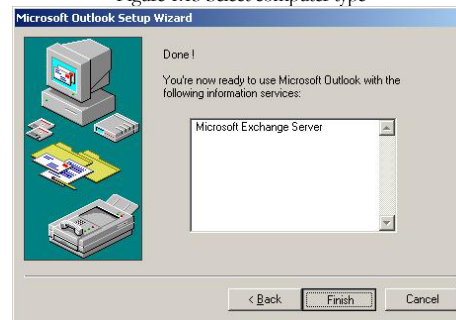 Microsoft Outlook Setup Wizard
Done !
You're now ready to use Microsoft Outlook with the
following information services:
Microsoft Exchange Server
< Back
Finish
Cancel